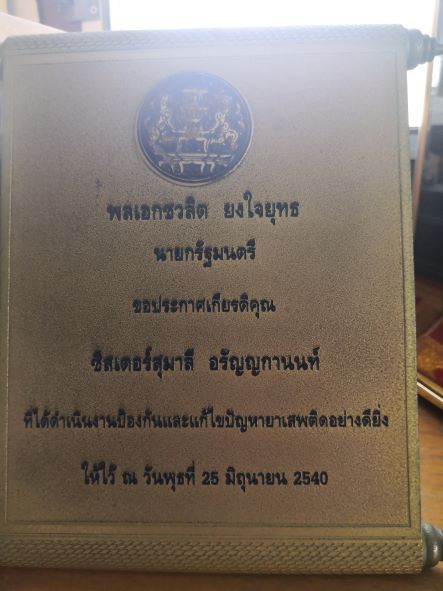 พลเอกชวลิต ยงใจยุทธ
นายกรัฐมนตรี
ขอประกาศเกียรติคุณ
ซิสเตอร์สุมาลี อรัญญกานนท์
ที่ได้ดำเนินงานป้องกันและแก้ไขปัญหายาเสพติดอย่างดียิ่ง
ให้ไว้ ณ วันพุธที่ 25 มิถุนายน 2540